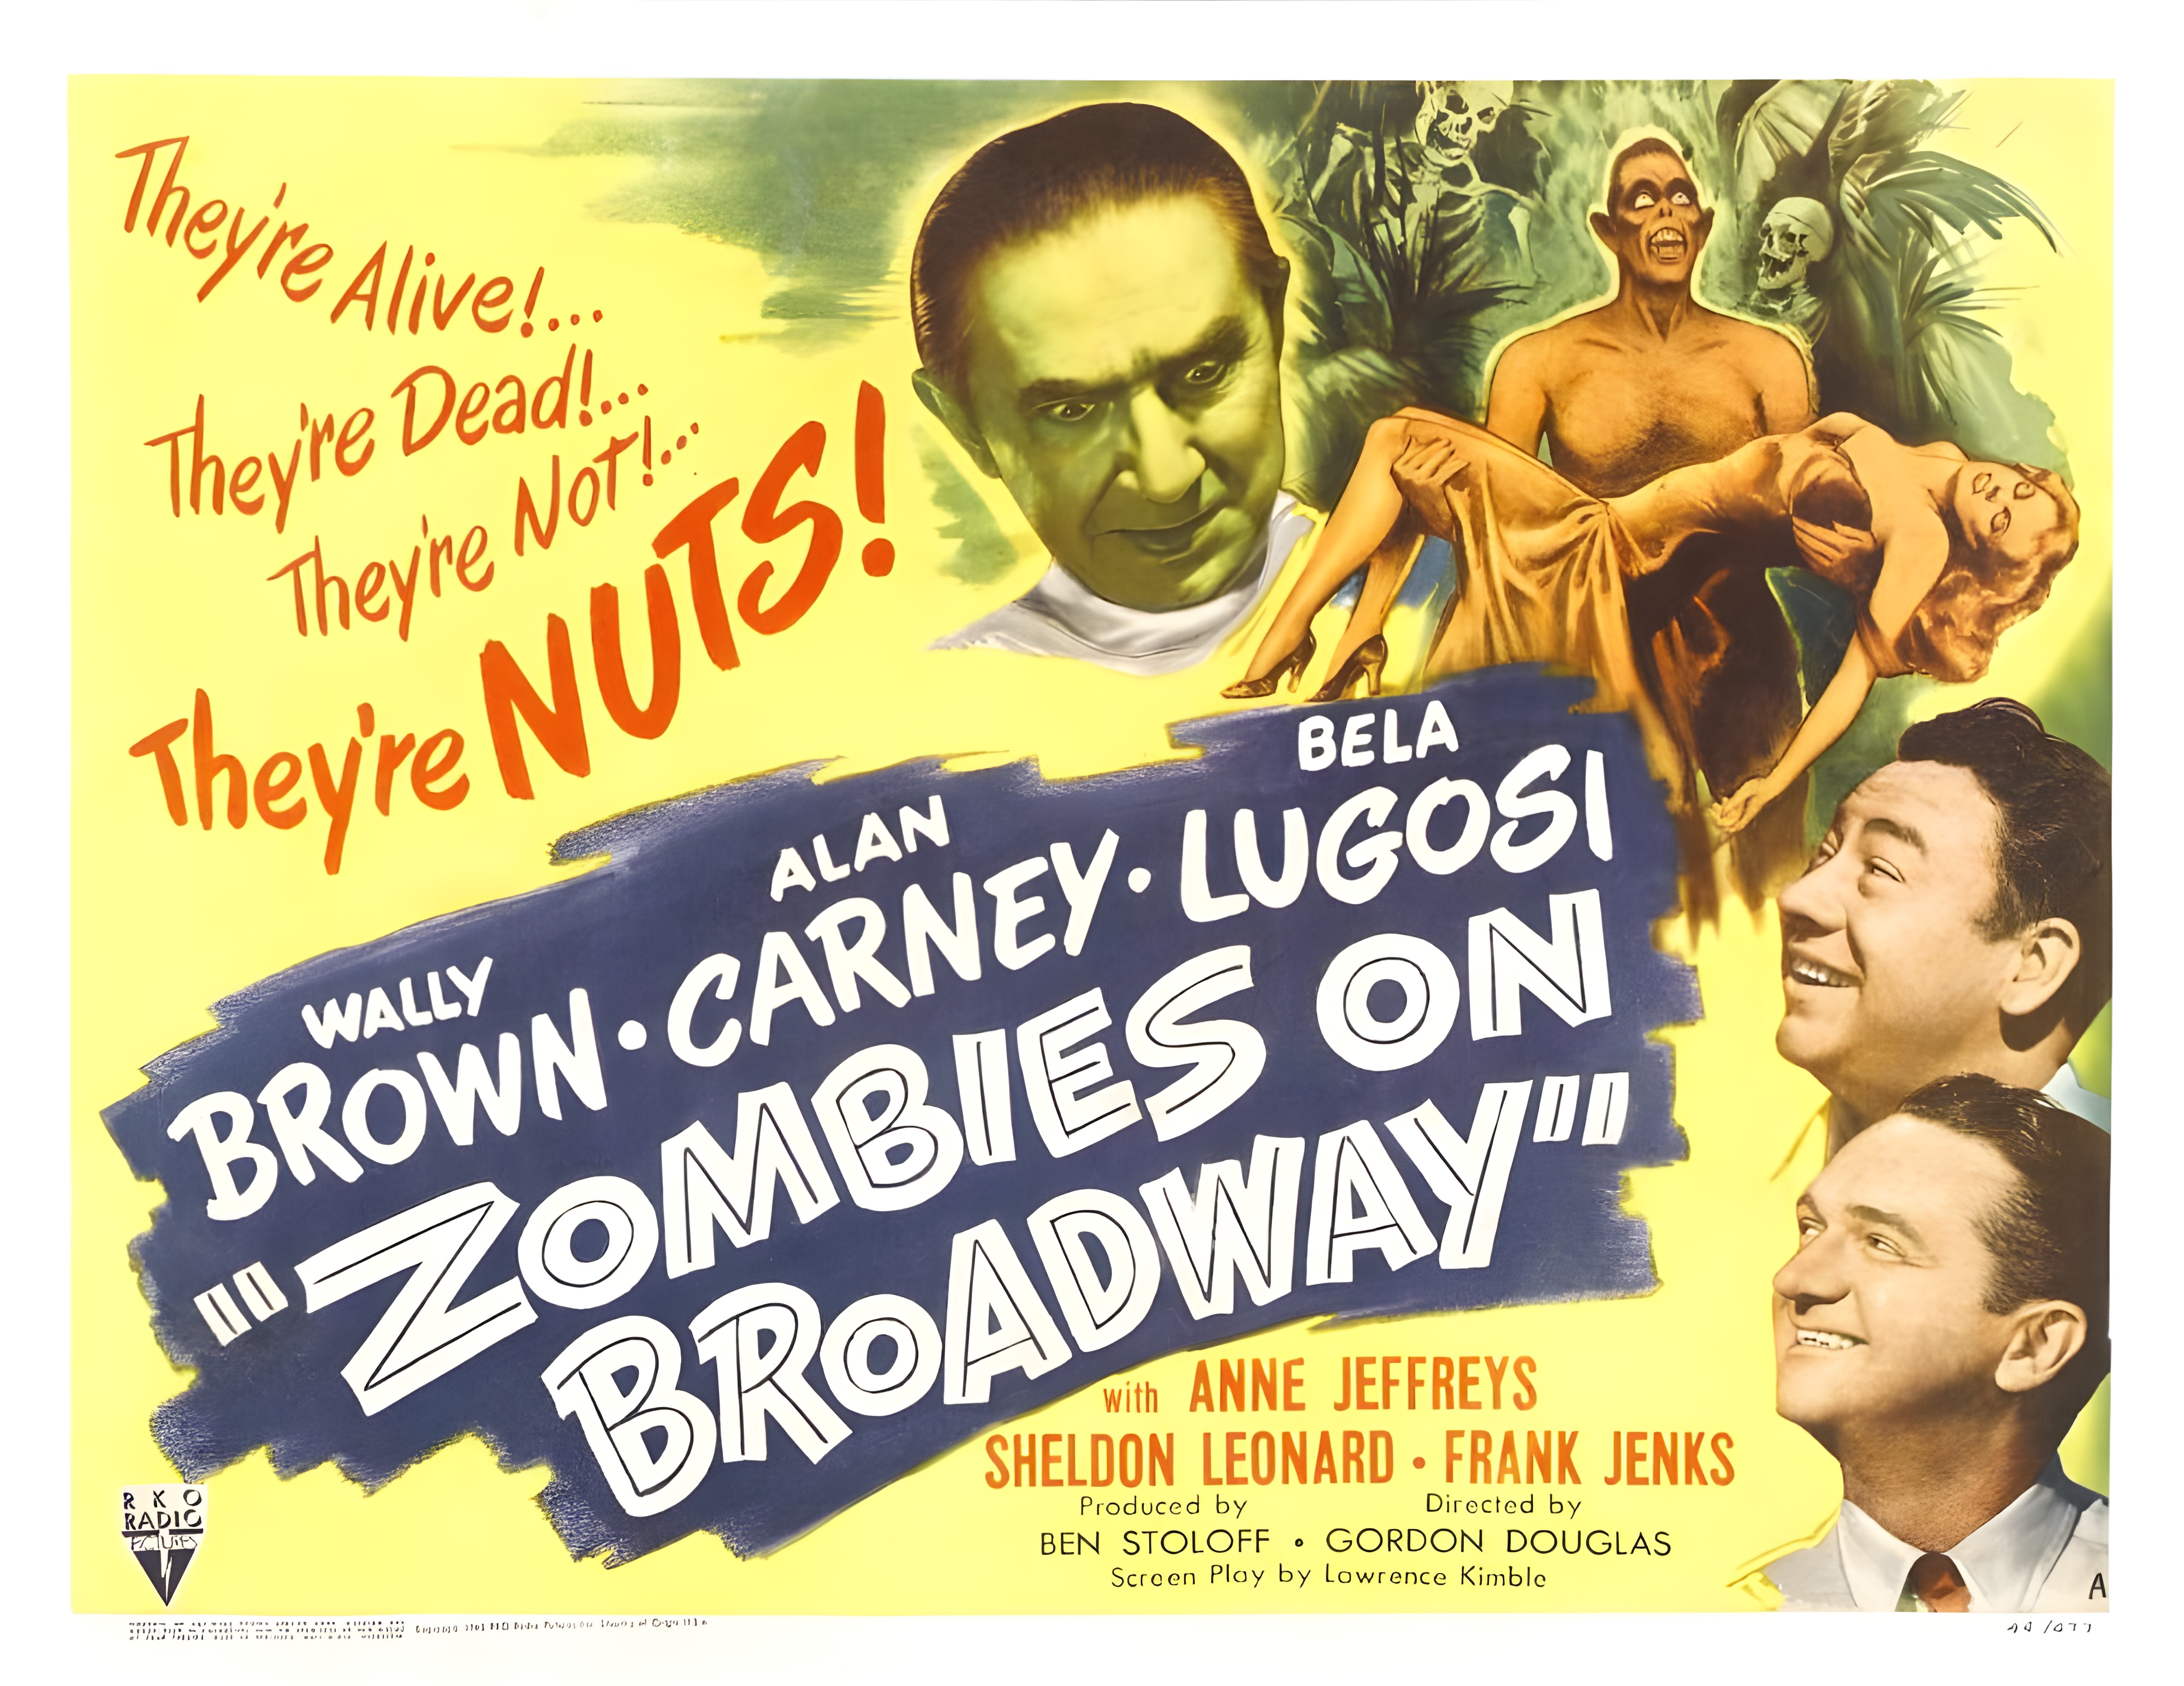 They're Alive!...
They're Dead!...
They're Not!...
They're NUTS!
WALLY BROWN • ALAN CARNEY • BELA LUGOSI
"ZOMBIES ON
BROADWAY"
with ANNE JEFFREYS
SHELDON LEONARD • FRANK JENKS
Produced by Directed by
BEN STOLOFF • GORDON DOUGLAS
Screen Play by Lawrence Kimble
RKO
RADIO
PICTURES
A